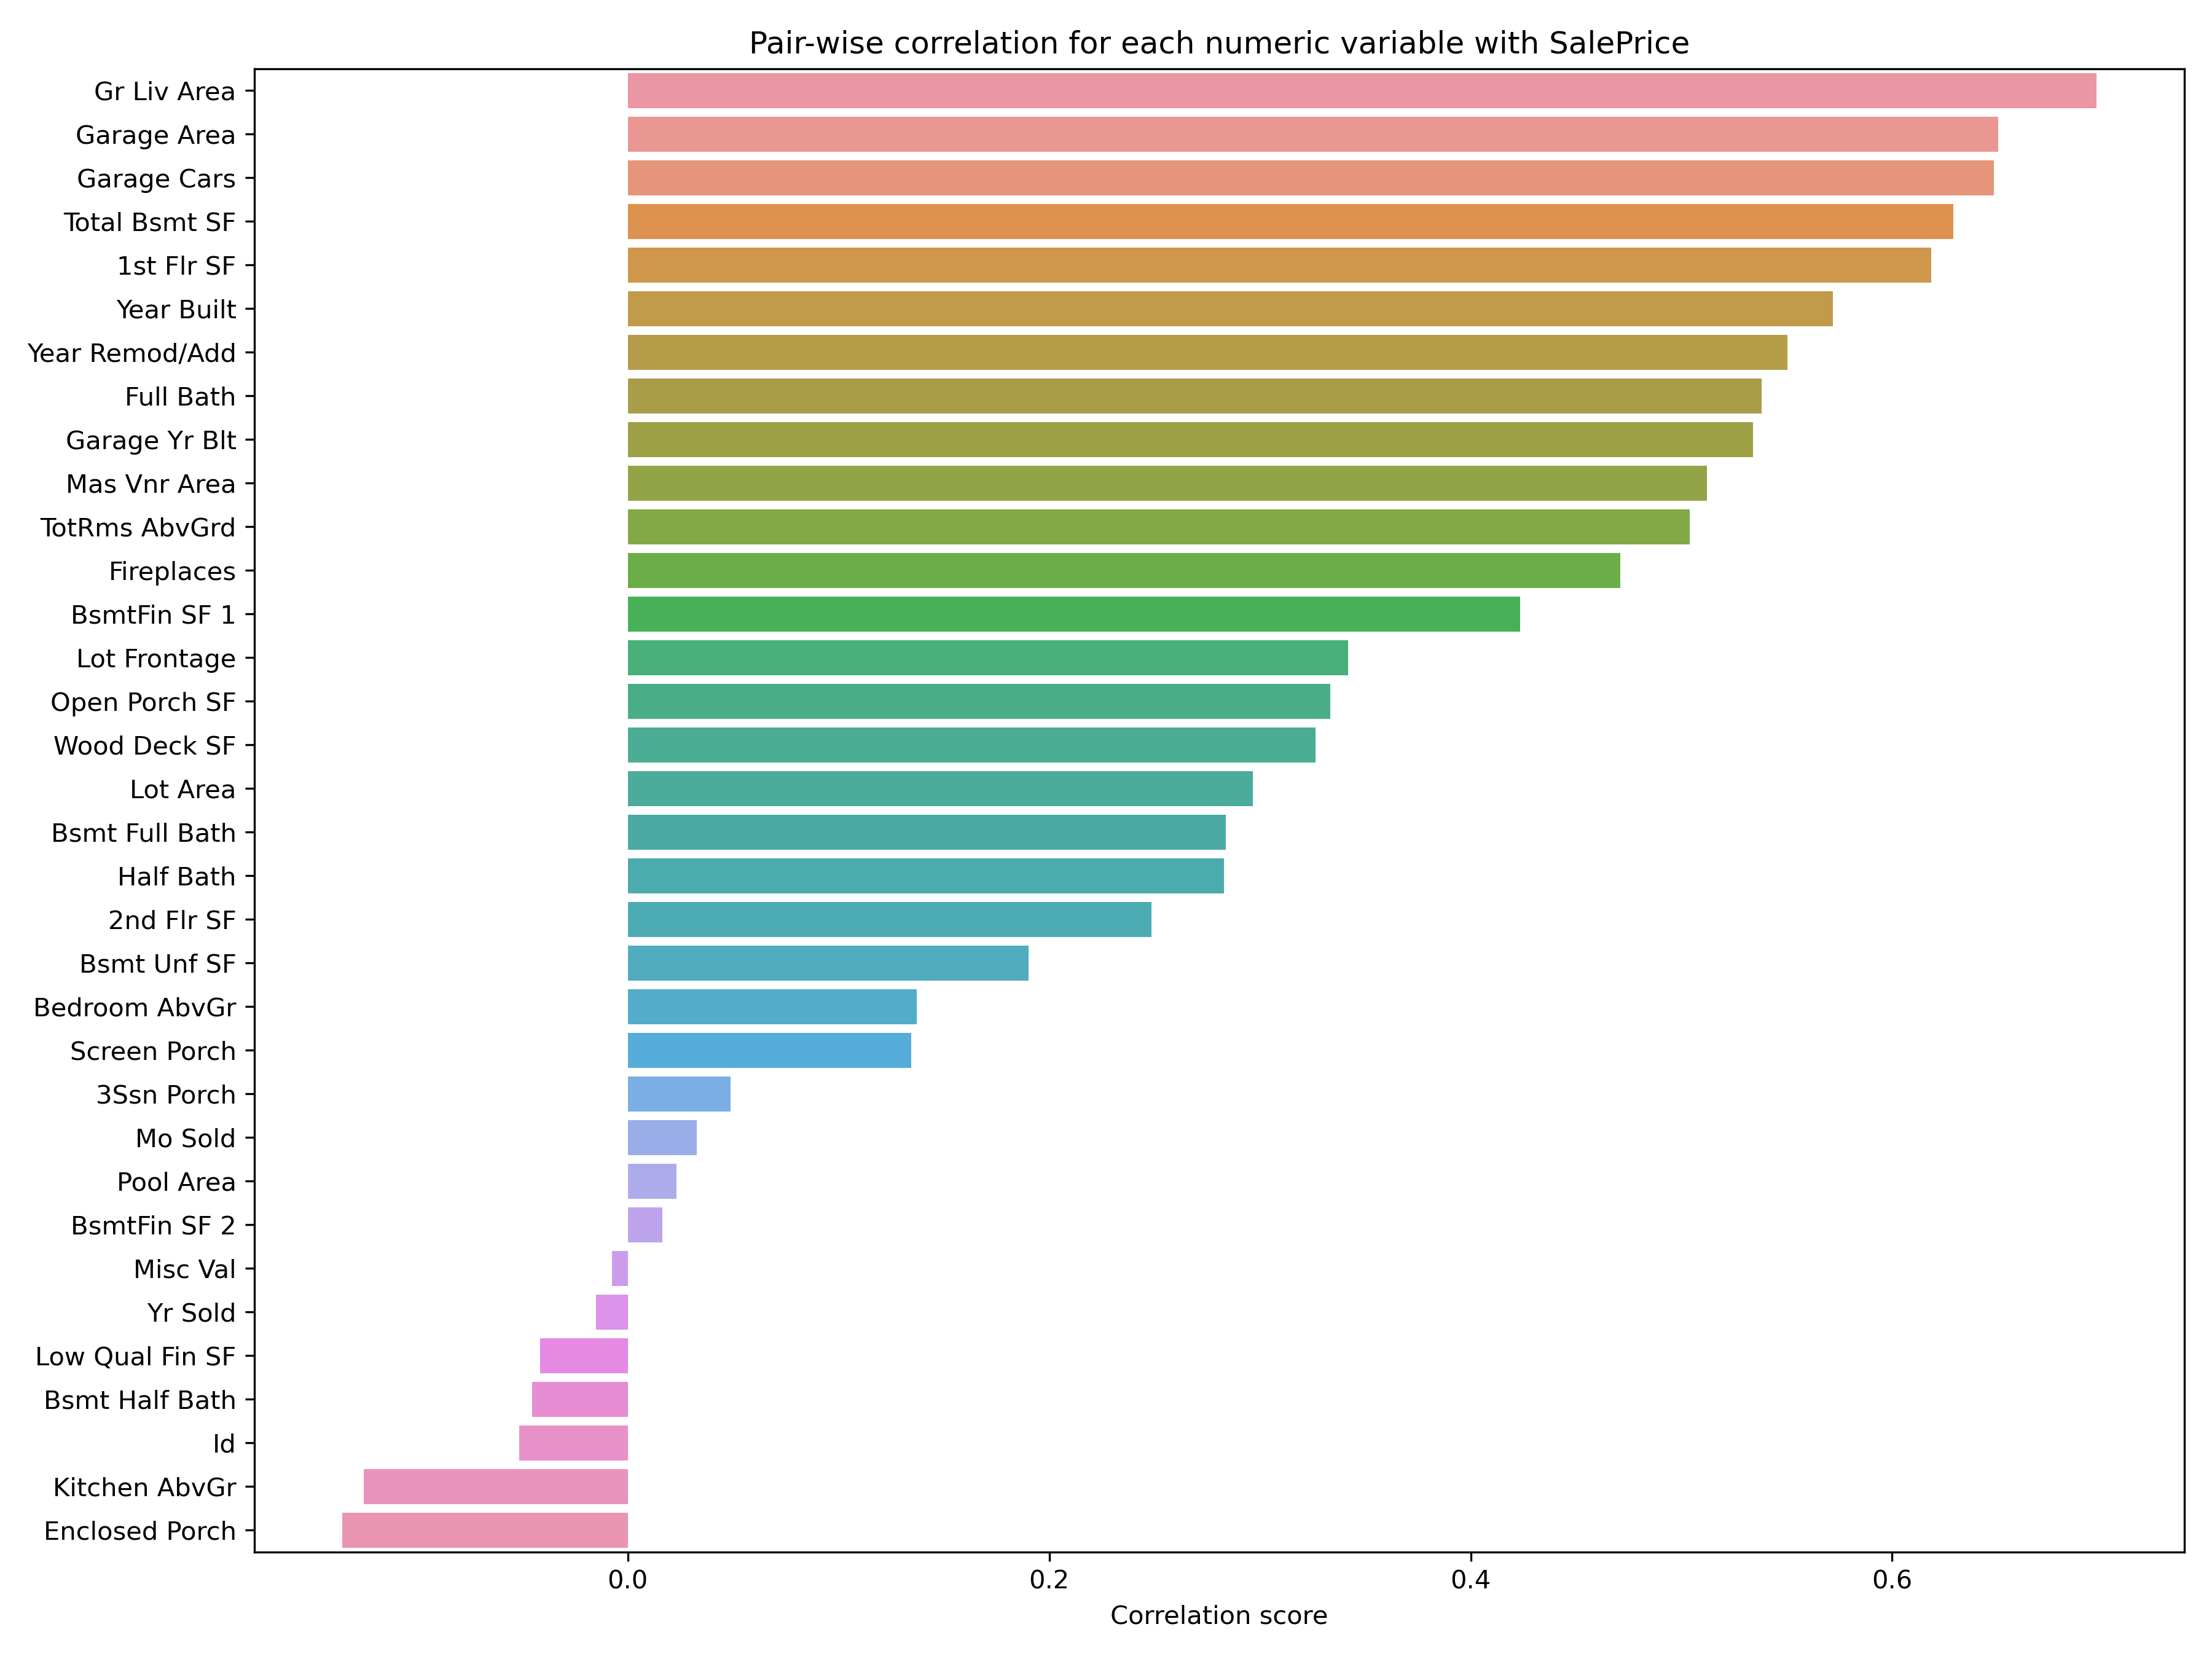 Pair-wise correlation for each numeric variable with SalePrice
Gr Liv Area
Garage Area
Garage Cars
Total Bsmt SF
1st Flr SF
Year Built
Year Remod/Add
Full Bath
Garage Yr Blt
Mas Vnr Area
TotRms AbvGrd
Fireplaces
BsmtFin SF 1
Lot Frontage
Open Porch SF
Wood Deck SF
Lot Area
Bsmt Full Bath
Half Bath
2nd Flr SF
Bsmt Unf SF
Bedroom AbvGr
Screen Porch
3Ssn Porch
Mo Sold
Pool Area
BsmtFin SF 2
Misc Val
Yr Sold
Low Qual Fin SF
Bsmt Half Bath
Id
Kitchen AbvGr
Enclosed Porch
0.0 0.2 0.4 0.6
Correlation score